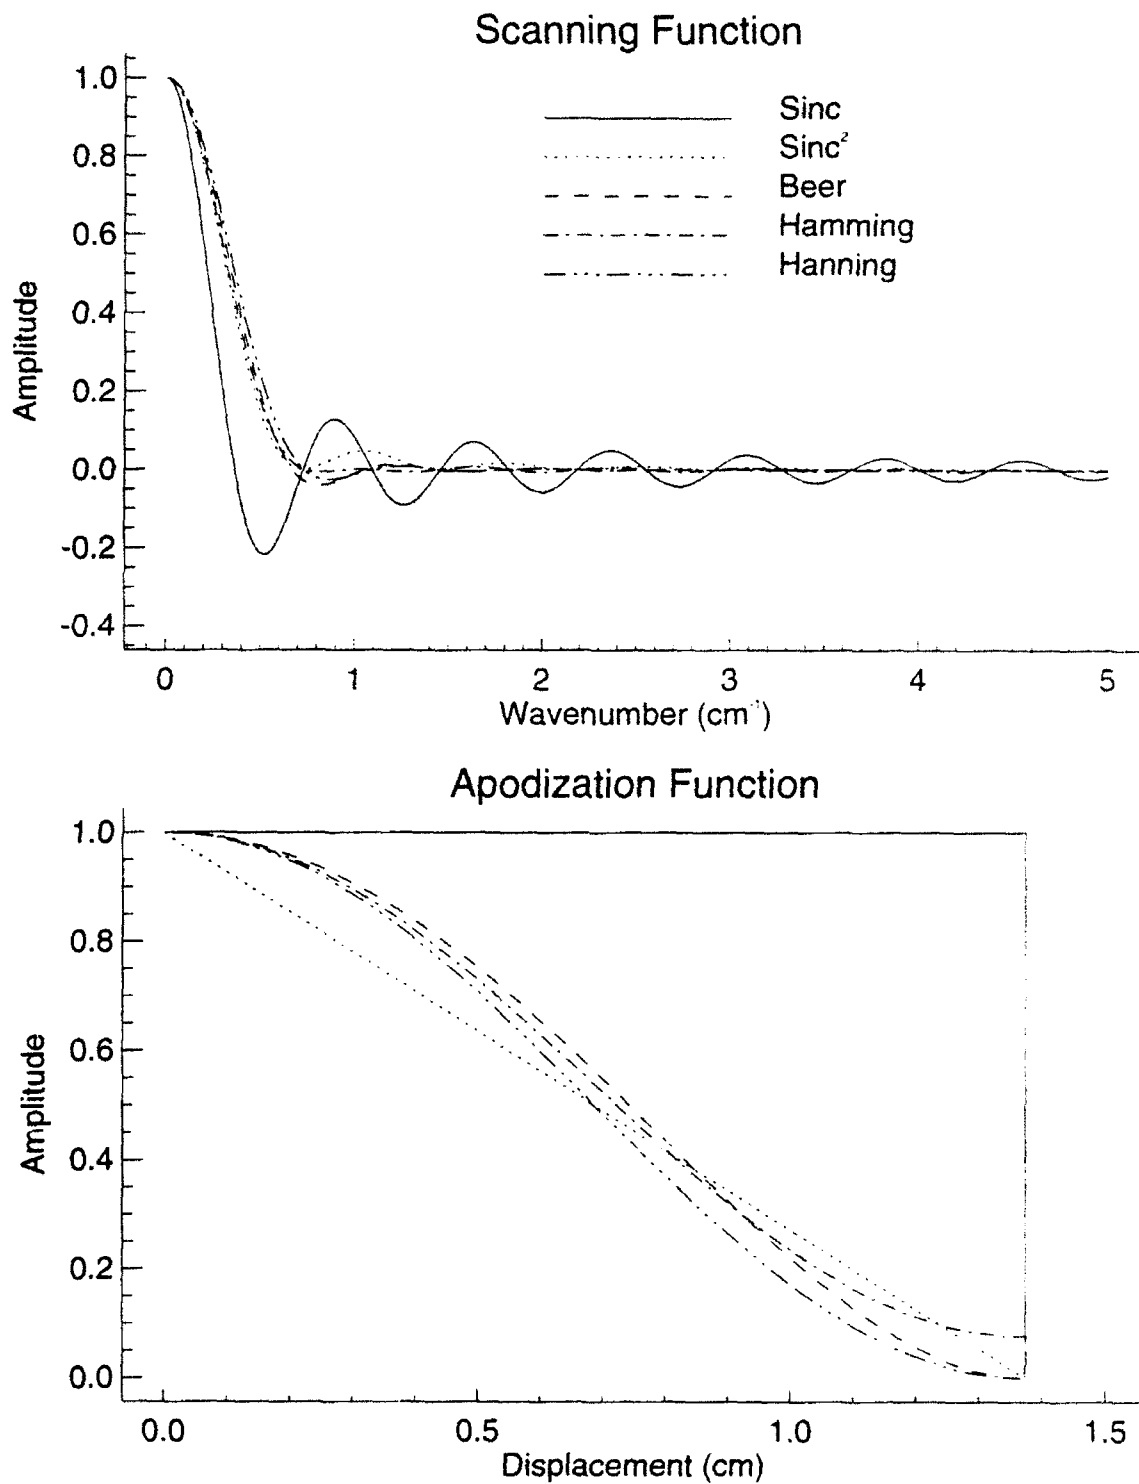 Scanning Function
1.0
0.8
0.6
0.4
0.2
0.0
-0.2
-0.4
Amplitude
Sinc
Sinc²
Beer
Hamming
Hanning
0 1 2 3 4 5
Wavenumber (cm⁻¹)
Apodization Function
1.0
0.8
0.6
0.4
0.2
0.0
Amplitude
0.0 0.5 1.0 1.5
Displacement (cm)